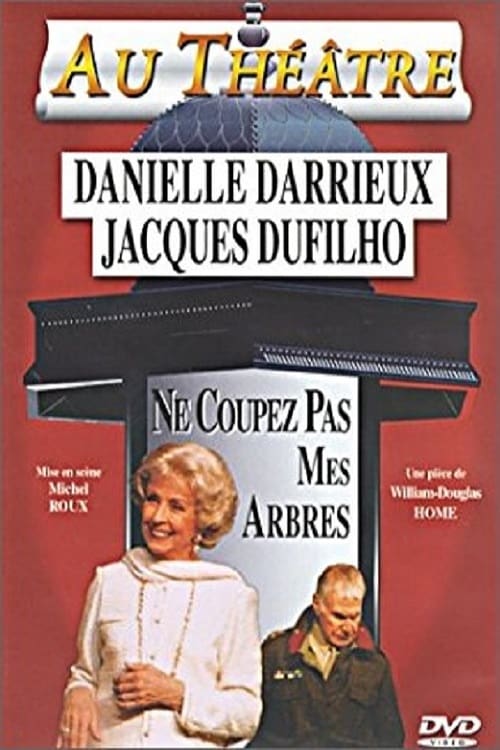 AU THÉÂTRE
DANIELLE DARRIEUX
JACQUES DUFILHO
NE COUPEZ PAS
MES
ARBRES
Mise en scène
Michel
ROUX
Une pièce de
William-Douglas
HOME
DVD
VIDEO